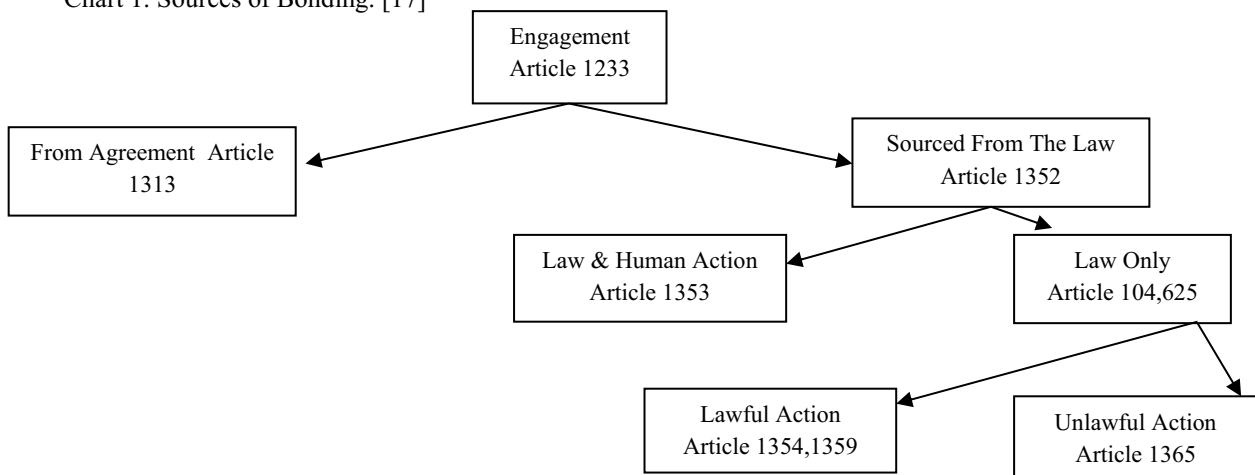 Chart 1. Sources of Bonding. [17]
Engagement
Article 1233
From Agreement Article
1313
Sourced From The Law
Article 1352
Law & Human Action
Article 1353
Law Only
Article 104,625
Lawful Action
Article 1354,1359
Unlawful Action
Article 1365